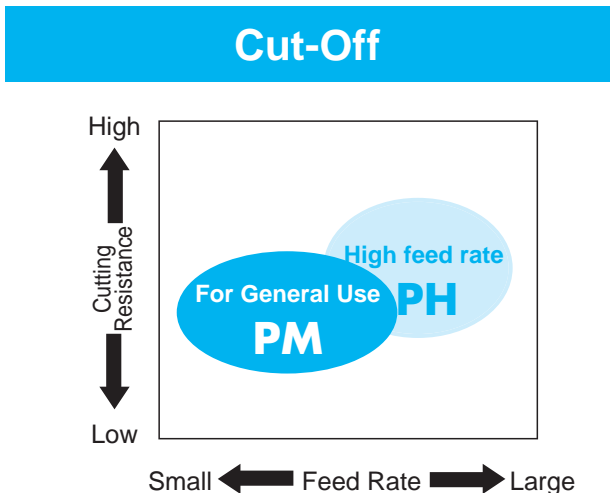 Cut-Off
High
Cutting
Resistance
Low
High feed rate
PH
For General Use
PM
Small
Feed Rate
Large